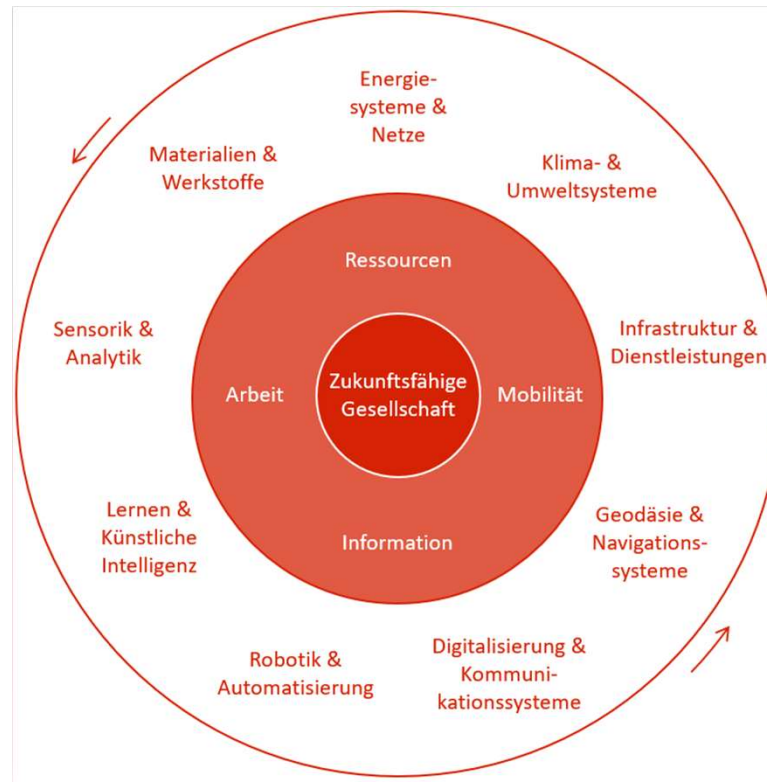 Energie-
systeme &
Netze
Klima- &
Umweltsysteme
Infrastruktur &
Dienstleistungen
Geodäsie &
Navigations-
systeme
Digitalisierung &
Kommuni-
kationssysteme
Robotik &
Automatisierung
Lernen &
Künstliche
Intelligenz
Sensorik &
Analytik
Materialien &
Werkstoffe
Ressourcen
Mobilität
Information
Arbeit
Zukunftsfähige
Gesellschaft